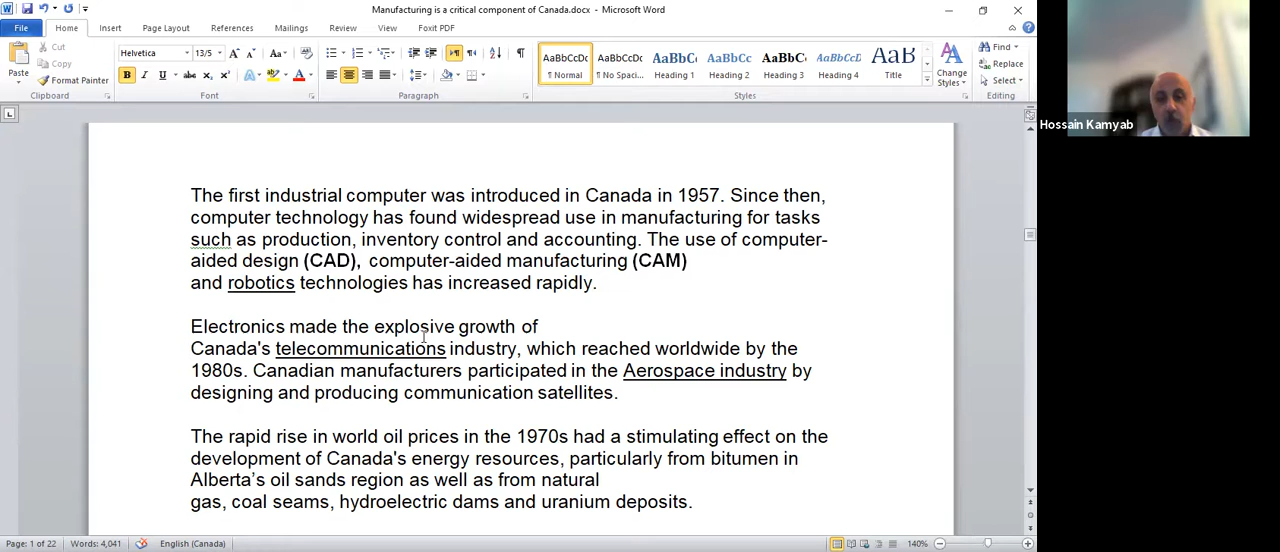 Manufacturing is a critical component of Canada.docx - Microsoft Word
File Home Insert Page Layout References Mailings Review View Foxit PDF
Cut
Copy
Format Painter
Paste
Clipboard
Helvetica 13/5
Font
Paragraph
AaBbCcDc AaBbCcDc AaBbC AaBbCc AaBbC AaBbCcD AaB
¶ Normal ¶ No Spaci... Heading 1 Heading 2 Heading 3 Heading 4 Title
Change
Styles
Styles
Find
Replace
Select
Editing
Hossain Kamyab
The first industrial computer was introduced in Canada in 1957. Since then,
computer technology has found widespread use in manufacturing for tasks
such as production, inventory control and accounting. The use of computer-
aided design (CAD), computer-aided manufacturing (CAM)
and robotics technologies has increased rapidly.
Electronics made the explosive growth of
Canada's telecommunications industry, which reached worldwide by the
1980s. Canadian manufacturers participated in the Aerospace industry by
designing and producing communication satellites.
The rapid rise in world oil prices in the 1970s had a stimulating effect on the
development of Canada's energy resources, particularly from bitumen in
Alberta’s oil sands region as well as from natural
gas, coal seams, hydroelectric dams and uranium deposits.
Page: 1 of 22 Words: 4,041 English (Canada) 140%